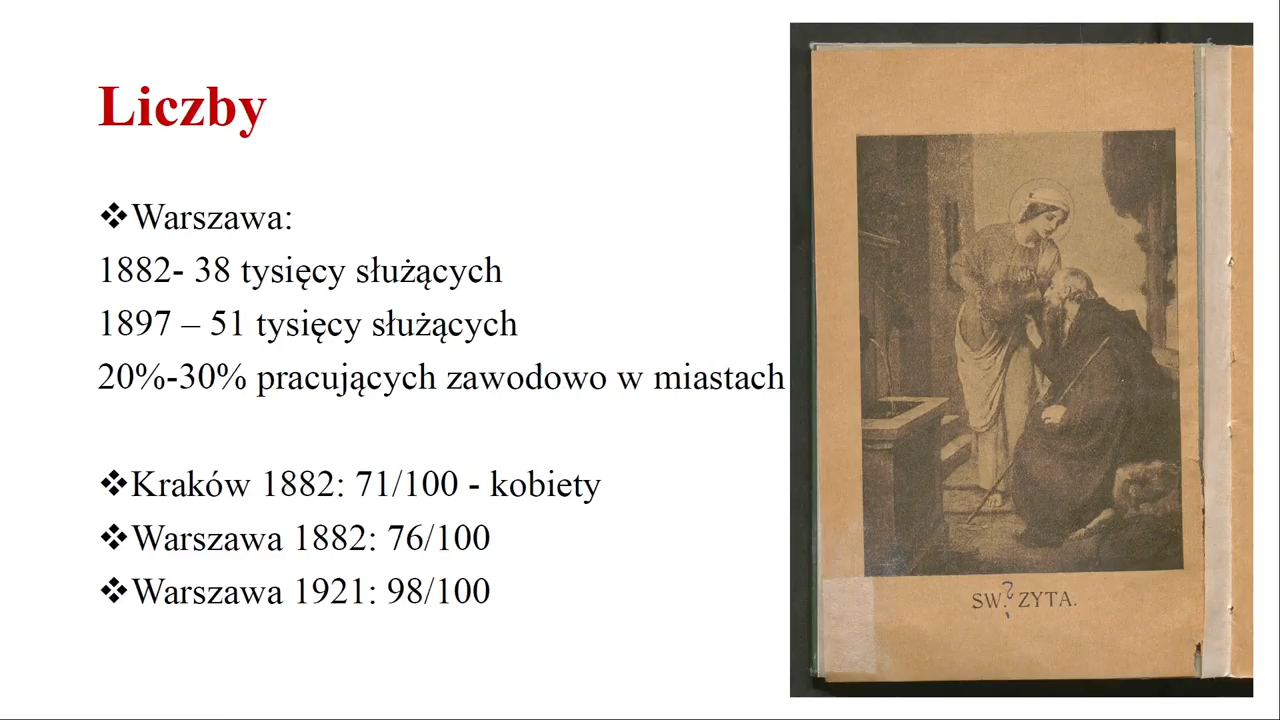 Liczby
❖Warszawa:
1882- 38 tysięcy służących
1897 – 51 tysięcy służących
20%-30% pracujących zawodowo w miastach
❖Kraków 1882: 71/100 - kobiety
❖Warszawa 1882: 76/100
❖Warszawa 1921: 98/100
SW.? ZYTA.